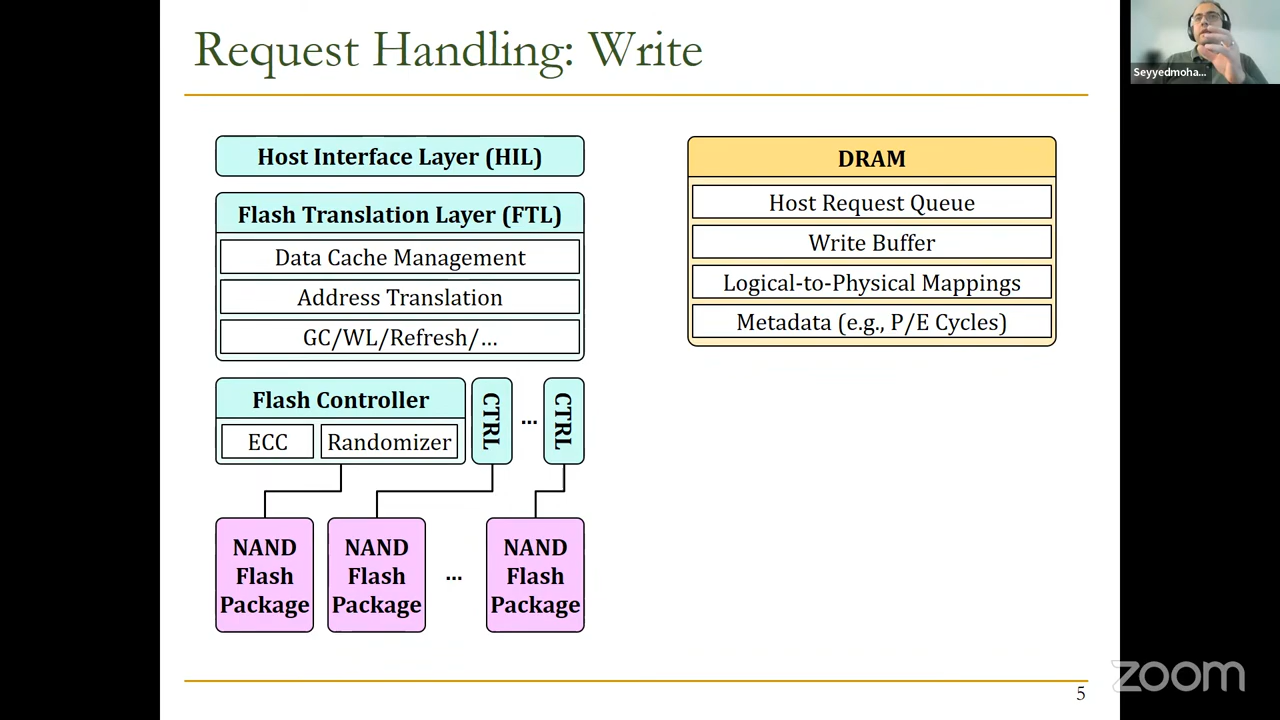 Request Handling: Write
Seyyedmoha...
Host Interface Layer (HIL)
Flash Translation Layer (FTL)
Data Cache Management
Address Translation
GC/WL/Refresh/...
Flash Controller
ECC
Randomizer
CTRL
...
CTRL
NAND
Flash
Package
NAND
Flash
Package
...
NAND
Flash
Package
DRAM
Host Request Queue
Write Buffer
Logical-to-Physical Mappings
Metadata (e.g., P/E Cycles)
zoom
5